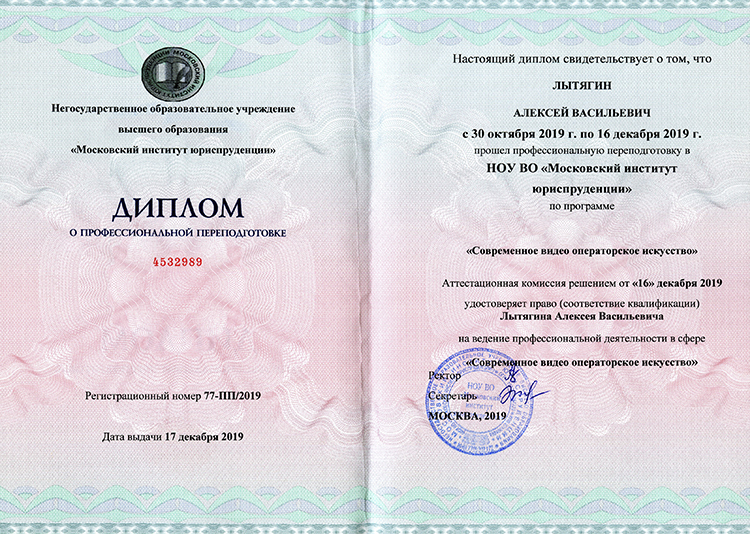 Негосударственное образовательное учреждение
высшего образования
«Московский институт юриспруденции»
ДИПЛОМ
О ПРОФЕССИОНАЛЬНОЙ ПЕРЕПОДГОТОВКЕ
4532989
Регистрационный номер 77-ПП/2019
Дата выдачи 17 декабря 2019
Настоящий диплом свидетельствует о том, что
ЛЫТЯГИН
АЛЕКСЕЙ ВАСИЛЬЕВИЧ
с 30 октября 2019 г. по 16 декабря 2019 г.
прошел профессиональную переподготовку в
НОУ ВО «Московский институт
юриспруденции»
по программе
«Современное видео операторское искусство»
Аттестационная комиссия решением от «16» декабря 2019
удостоверяет право (соответствие квалификации)
Лытягина Алексея Васильевича
на ведение профессиональной деятельности в сфере
«Современное видео операторское искусство»
Ректор
Секретарь
МОСКВА, 2019
НОУ ВО
МОСКОВСКИЙ
ИНСТИТУТ